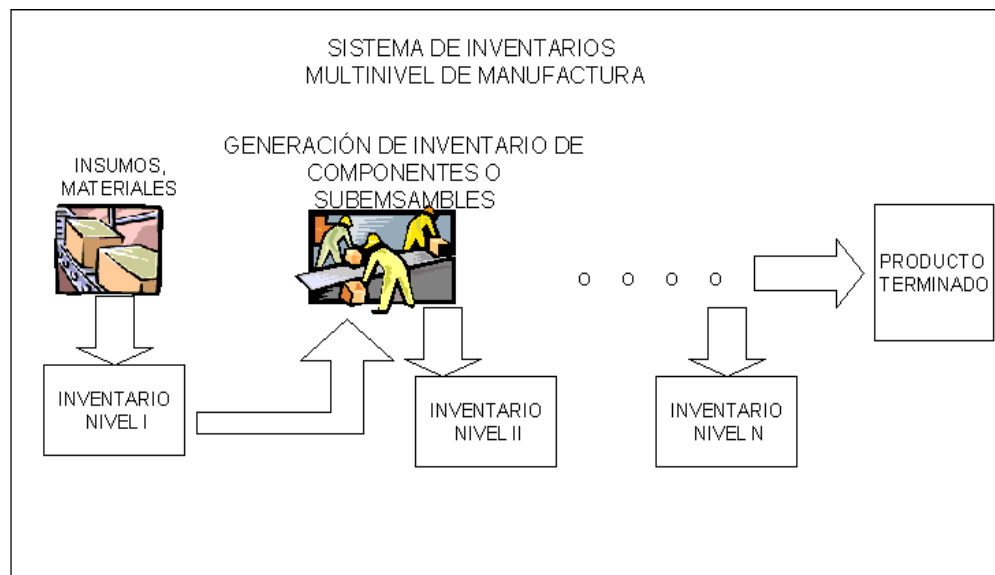 SISTEMA DE INVENTARIOS
MULTINIVEL DE MANUFACTURA
GENERACIÓN DE INVENTARIO DE
COMPONENTES O
SUBEMSAMBLES
INSUMOS,
MATERIALES
o o o o
PRODUCTO
TERMINADO
INVENTARIO
NIVEL I
INVENTARIO
NIVEL II
INVENTARIO
NIVEL N